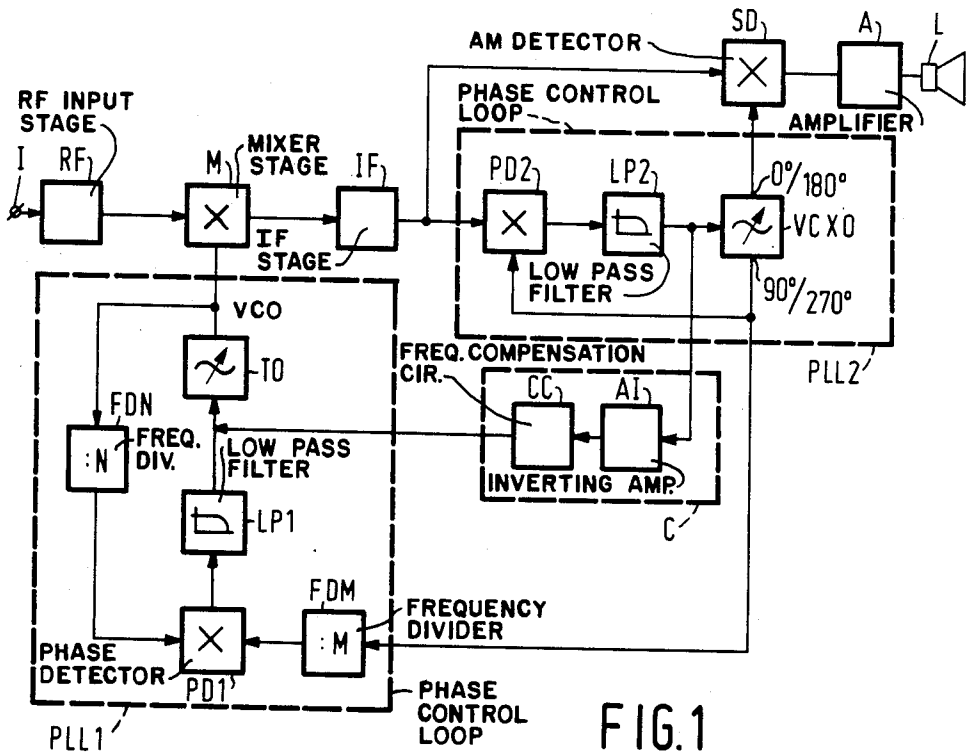 SD
A
L
AM DETECTOR
PHASE CONTROL
LOOP
AMPLIFIER
RF INPUT
STAGE
I
RF
M
MIXER
STAGE
IF
IF
STAGE
PD2
LP2
0°/180°
VCXO
LOW PASS
FILTER
90°/270°
PLL2
VCO
TO
FREQ. COMPENSATION
CIR.
CC
AI
INVERTING AMP.
C
FDN
:N
FREQ.
DIV.
LOW PASS
FILTER
LP1
FDM
:M
FREQUENCY
DIVIDER
PHASE
DETECTOR
PD1
PHASE
CONTROL
LOOP
PLL1
FIG.1